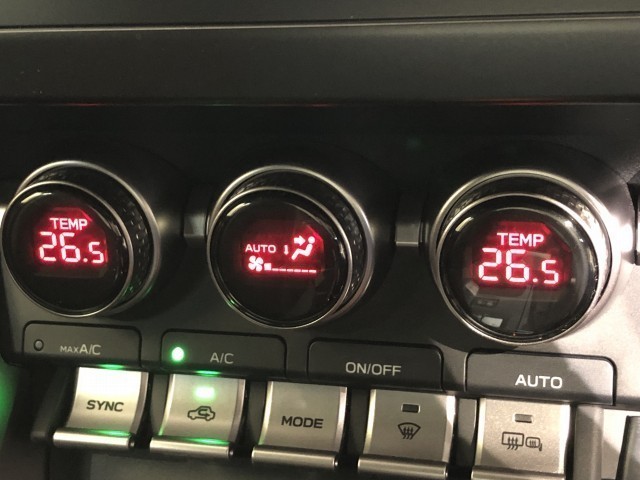 TEMP
26.5
AUTO
TEMP
26.5
MAX A/C
A/C
ON/OFF
AUTO
SYNC
MODE